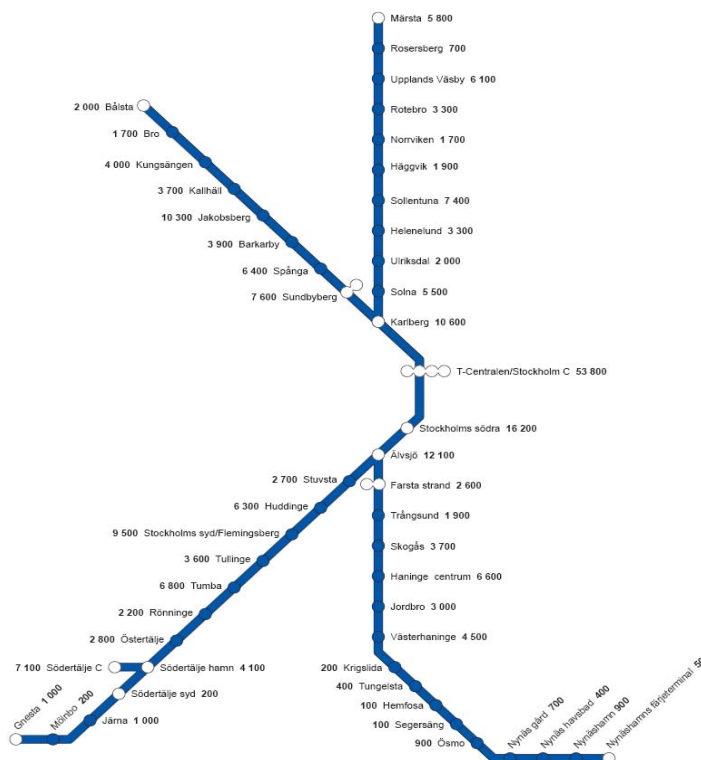 Märsta 5 800
Rosersberg 700
Upplands Väsby 6 100
Rotebro 3 300
Norrviken 1 700
Häggvik 1 900
Sollentuna 7 400
Helenelund 3 300
Ulriksdal 2 000
Solna 5 500
Karlberg 10 600
2 000 Bålsta
1 700 Bro
4 000 Kungsängen
3 700 Kallhäll
10 300 Jakobsberg
3 900 Barkarby
6 400 Spånga
7 600 Sundbyberg
T-Centralen/Stockholm C 53 800
Stockholms södra 16 200
Älvsjö 12 100
2 700 Stuvsta
6 300 Huddinge
9 500 Stockholms syd/Flemingsberg
3 600 Tullinge
6 800 Tumba
2 200 Rönninge
2 800 Östertälje
7 100 Södertälje C
Södertälje hamn 4 100
Södertälje syd 200
Järna 1 000
Mölnbo 200
Gnesta 1 000
Farsta strand 2 600
Trångsund 1 900
Skogås 3 700
Haninge centrum 6 600
Jordbro 3 000
Västerhaninge 4 500
200 Krigslida
400 Tungelsta
100 Hemfosa
100 Segersäng
900 Ösmo
Nynäs gård 700
Nynäs havsbad 400
Nynäshamn 900
Nynäshamns färjeterminal